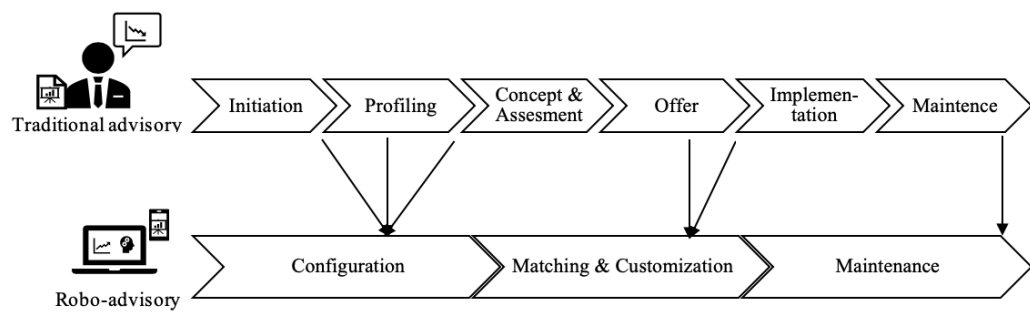 Traditional advisory
Initiation
Profiling
Concept &
Assesment
Offer
Implemen-
tation
Maintence
Robo-advisory
Configuration
Matching & Customization
Maintenance